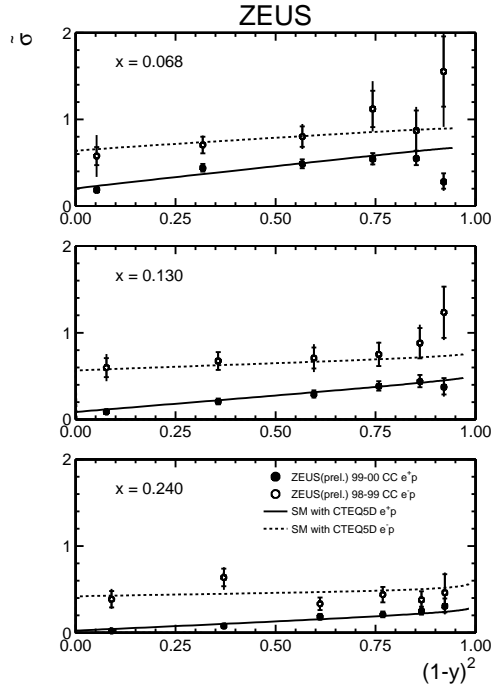 ZEUS
σ̃
2
x = 0.068
1
0
0.00 0.25 0.50 0.75 1.00
2
x = 0.130
1
0
0.00 0.25 0.50 0.75 1.00
2
x = 0.240
ZEUS(prel.) 99-00 CC e⁺p
ZEUS(prel.) 98-99 CC e⁻p
SM with CTEQ5D e⁺p
SM with CTEQ5D e⁻p
1
0
0.00 0.25 0.50 0.75 1.00
(1-y)²